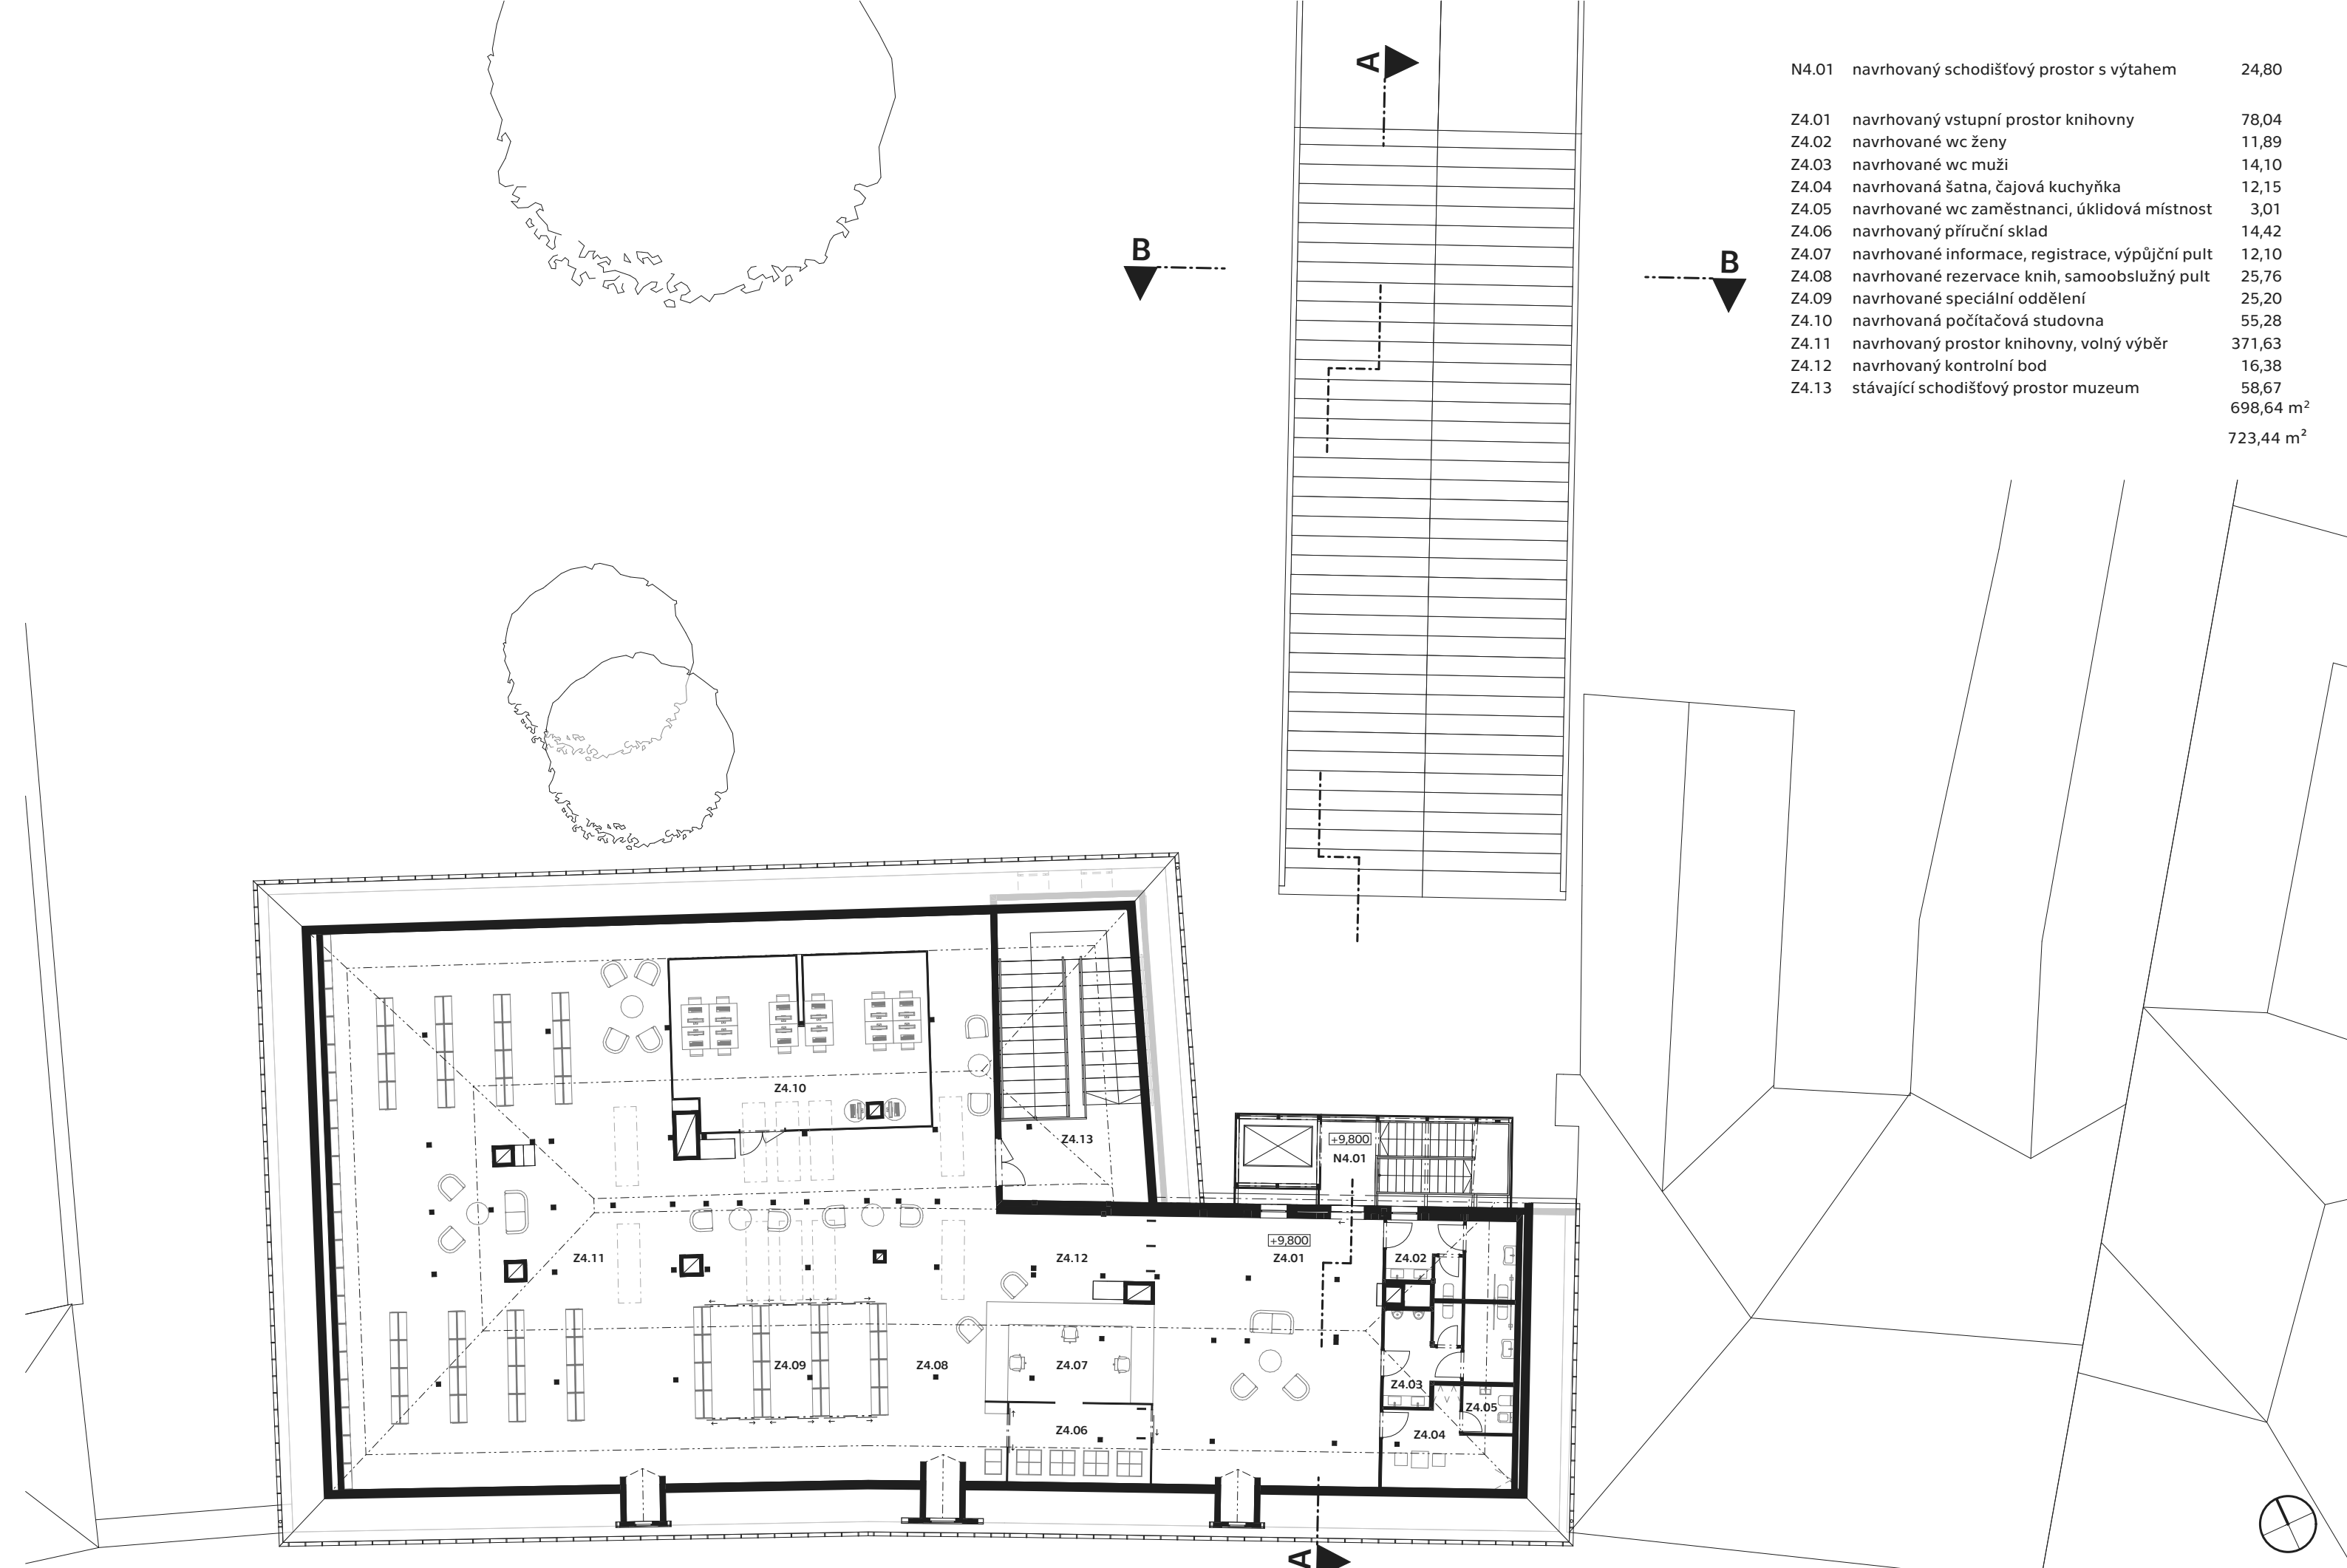 A
N4.01 navrhovaný schodišťový prostor s výtahem 24,80
Z4.01 navrhovaný vstupní prostor knihovny 78,04
Z4.02 navrhované wc ženy 11,89
Z4.03 navrhované wc muži 14,10
Z4.04 navrhovaná šatna, čajová kuchyňka 12,15
Z4.05 navrhované wc zaměstnanci, úklidová místnost 3,01
Z4.06 navrhovaný příruční sklad 14,42
Z4.07 navrhované informace, registrace, výpůjční pult 12,10
Z4.08 navrhované rezervace knih, samoobslužný pult 25,76
Z4.09 navrhované speciální oddělení 25,20
Z4.10 navrhovaná počítačová studovna 55,28
Z4.11 navrhovaný prostor knihovny, volný výběr 371,63
Z4.12 navrhovaný kontrolní bod 16,38
Z4.13 stávající schodišťový prostor muzeum 58,67
698,64 m²
723,44 m²
B
B
Z4.10
Z4.13
+9,800
N4.01
+9,800
Z4.11
Z4.12
Z4.01
Z4.02
Z4.09
Z4.08
Z4.07
Z4.03
Z4.05
Z4.06
Z4.04
A